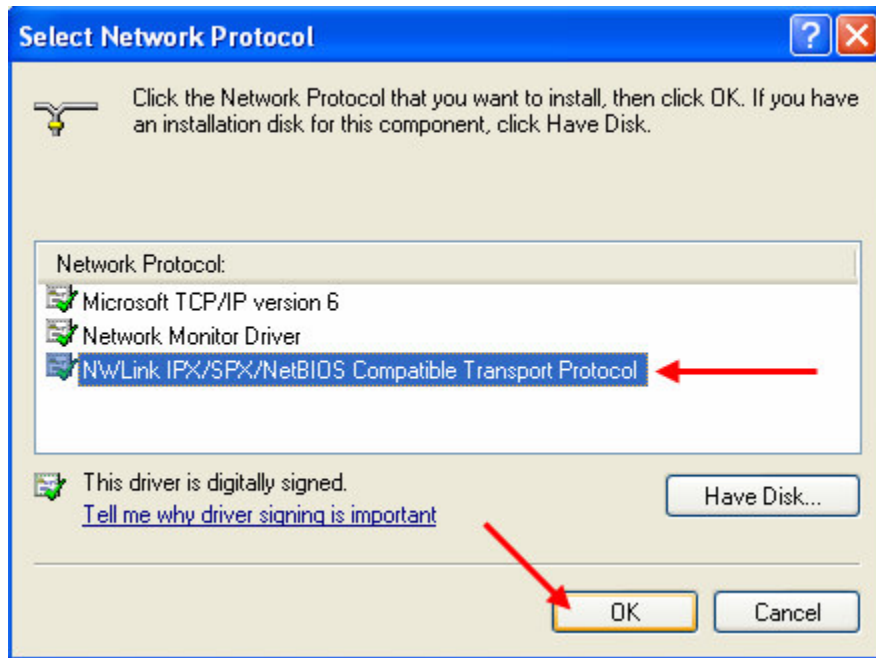 Select Network Protocol
Click the Network Protocol that you want to install, then click OK. If you have
an installation disk for this component, click Have Disk.
Network Protocol:
Microsoft TCP/IP version 6
Network Monitor Driver
NWLink IPX/SPX/NetBIOS Compatible Transport Protocol
This driver is digitally signed.
Tell me why driver signing is important
Have Disk...
OK
Cancel